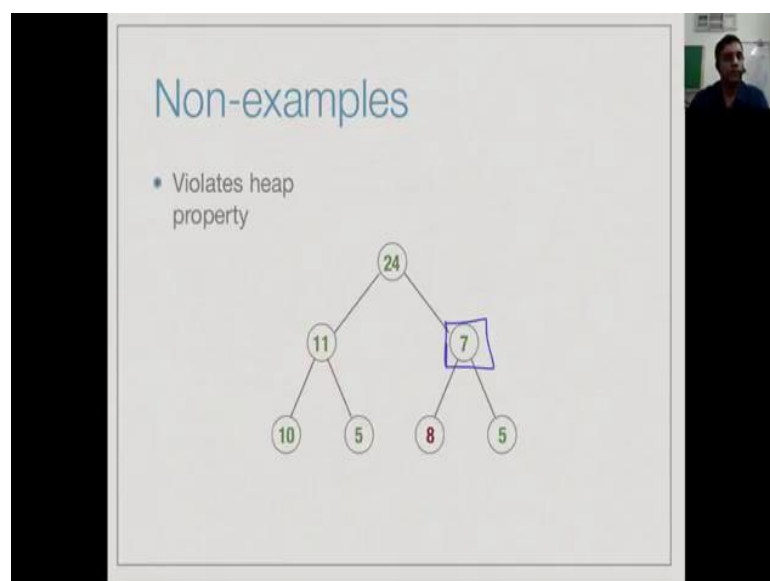 Non-examples
• Violates heap
property
24
11 7
10 5 8 5